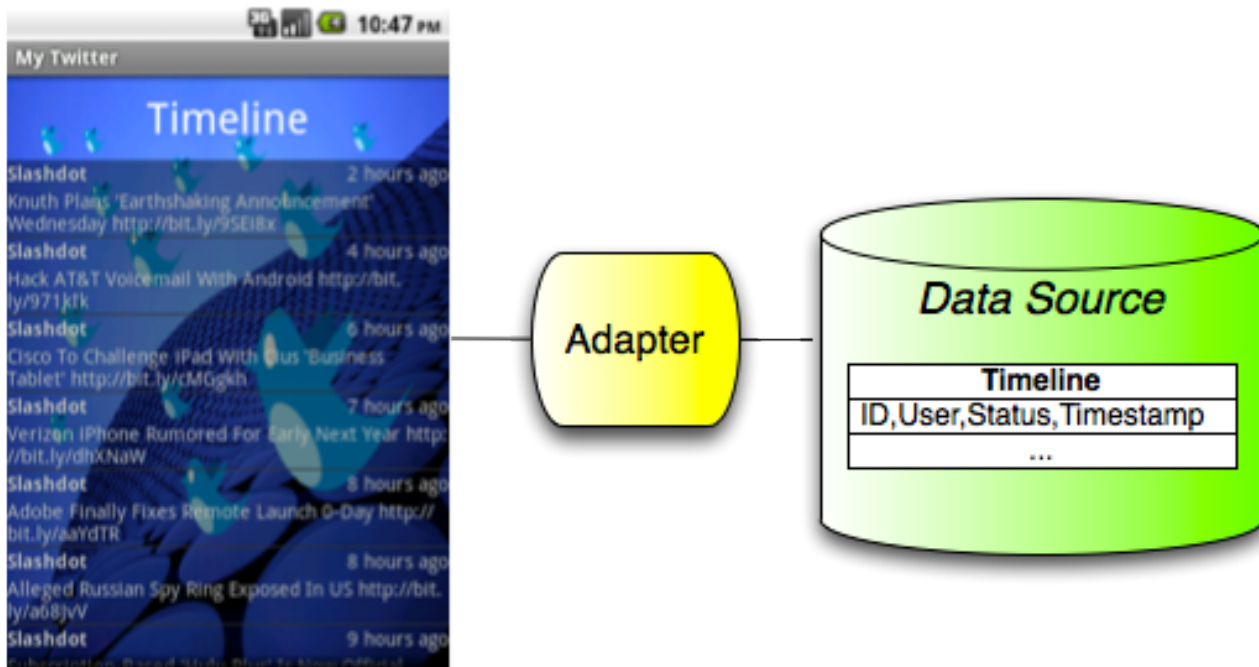 3G
10:47 PM
My Twitter
Timeline
Slashdot 2 hours ago
Knuth Plans 'Earthshaking Announcement'
Wednesday http://bit.ly/9SEi8x
Slashdot 4 hours ago
Hack AT&T Voicemail With Android http://bit.
ly/971kfk
Slashdot 6 hours ago
Cisco To Challenge iPad With Cius 'Business
Tablet' http://bit.ly/cMGgkh
Slashdot 7 hours ago
Verizon iPhone Rumored For Early Next Year http:
//bit.ly/dhXNaW
Slashdot 8 hours ago
Adobe Finally Fixes Remote Launch 0-Day http://
bit.ly/aaYdTR
Slashdot 8 hours ago
Alleged Russian Spy Ring Exposed In US http://bit.
ly/a68JvV
Slashdot 9 hours ago
Adapter
Data Source
Timeline
ID,User,Status,Timestamp
...